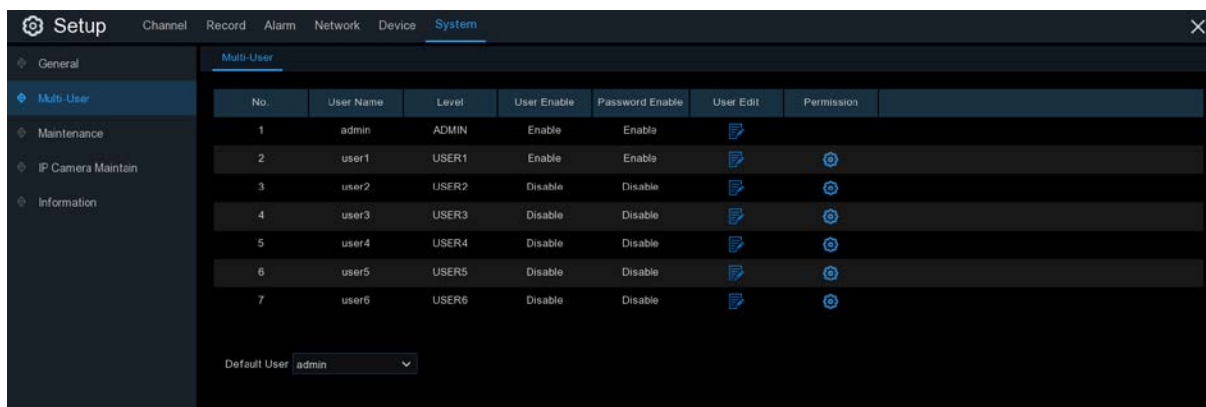 Setup Channel Record Alarm Network Device System
General
Multi-User
Maintenance
IP Camera Maintain
Information
Multi-User
No. User Name Level User Enable Password Enable User Edit Permission
1 admin ADMIN Enable Enable
2 user1 USER1 Enable Enable
3 user2 USER2 Disable Disable
4 user3 USER3 Disable Disable
5 user4 USER4 Disable Disable
6 user5 USER5 Disable Disable
7 user6 USER6 Disable Disable
Default User admin